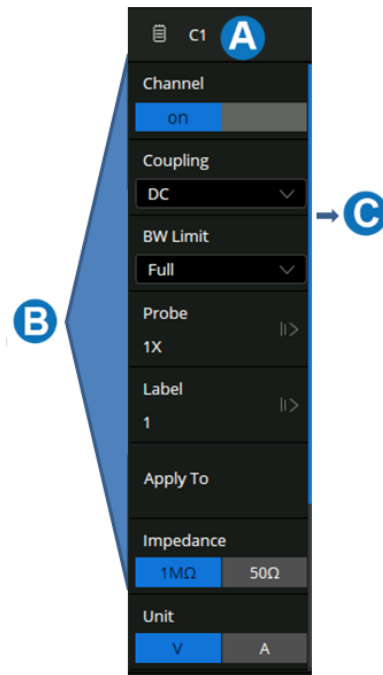 C1 A
Channel
on
Coupling
DC
C
BW Limit
Full
B
Probe
1X
Label
1
Apply To
Impedance
1MΩ 50Ω
Unit
V A